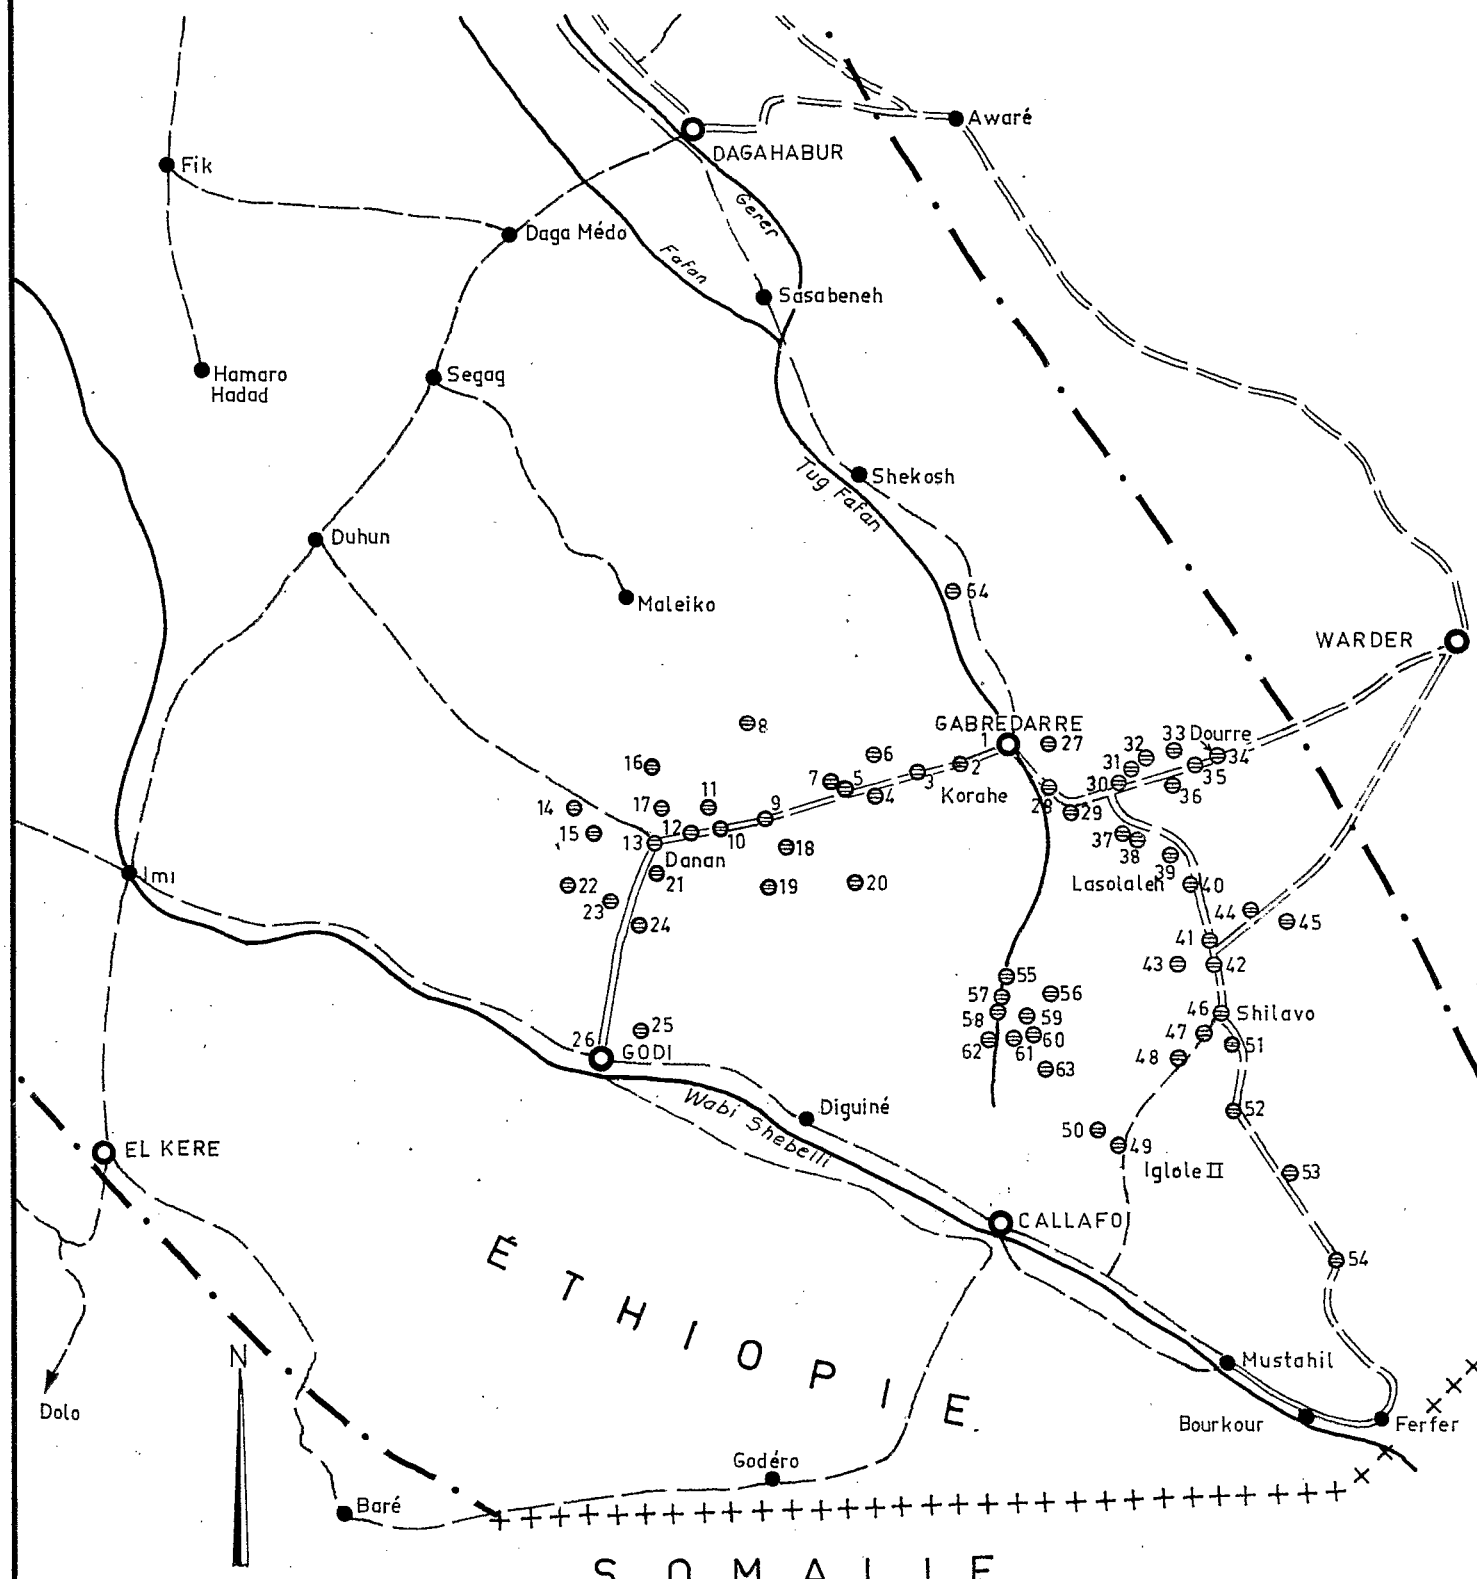 Awaré
DAGAHABUR
Fik
Gerer
Daga Médo
Fafan
Sasabeneh
Hamaro
Hadad
Segag
Shekosh
Tug Fafan
Duhun
64
Maleiko
WARDER
8
GABREDARRE
1
27
33
Dourre
6
32
34
16
31
2
35
7
5
3
30
36
4
Korahe
28
14
17
11
9
29
15
12
10
37
13
18
38
Danan
39
Imi
21
Lasolaleh
40
22
19
20
23
44
45
24
41
43
42
55
57
56
46
Shilavo
58
59
25
47
26
60
51
GODI
62
61
48
63
Wabi Shebelli
Diguiné
52
50
49
EL KERE
Iglole II
53
CALLAFO
54
ÉTHIOPIE
N
Mustahil
Dolo
Bourkour
Ferfer
Godéro
Baré
SOMALIE